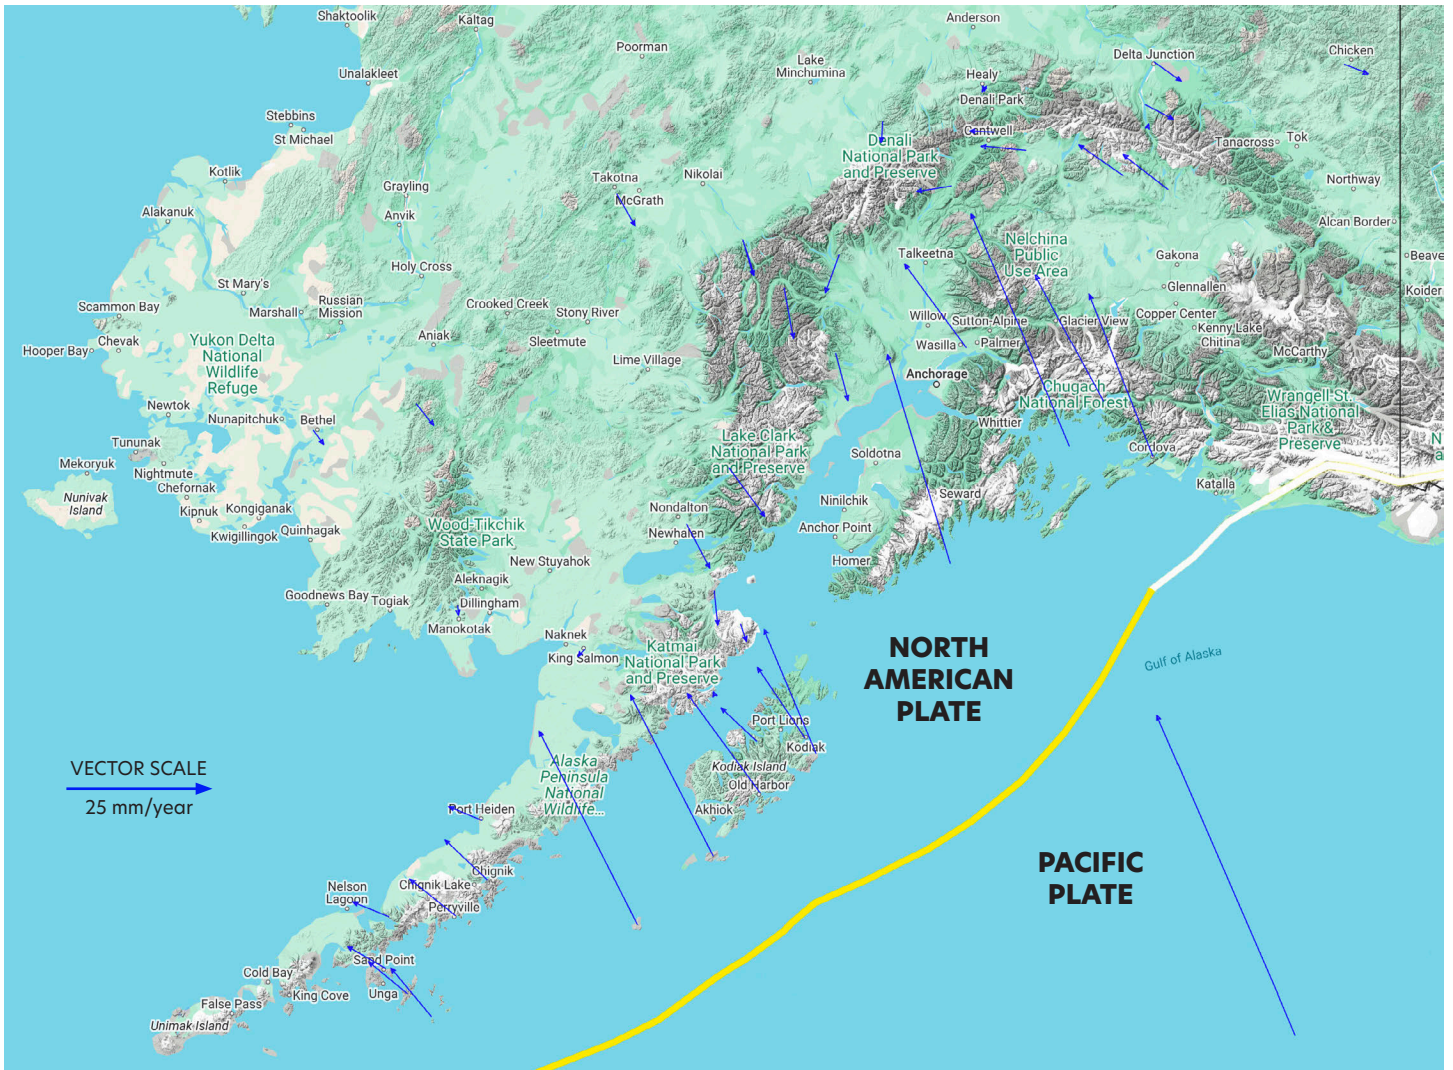 Shaktoolik
Kaltag
Anderson
Poorman
Delta Junction
Chicken
Unalakleet
Lake
Minchumina
Healy
Denali Park
Stebbins
St Michael
Cantwell
Denali
National Park
and Preserve
Tanacross
Tok
Kotlik
Grayling
Takotna
Nikolai
McGrath
Northway
Alakanuk
Anvik
Alcan Border
Nelchina
Public
Use Area
Talkeetna
Gakona
Beave
Holy Cross
St Mary's
Glennallen
Koider
Scammon Bay
Marshall
Russian
Mission
Crooked Creek
Stony River
Willow
Sutton-Alpine
Glacier View
Copper Center
Kenny Lake
Chitina
Chevak
Hooper Bay
Aniak
Sleetmute
Wasilla
Palmer
McCarthy
Yukon Delta
National
Wildlife
Refuge
Lime Village
Anchorage
Chugach
National Forest
Wrangell-St.
Elias National
Park &
Preserve
Newtok
Nunapitchuk
Bethel
Whittier
Tununak
Lake Clark
National Park
and Preserve
Cordova
N
a
Mekoryuk
Nightmute
Chefornak
Soldotna
Katalla
Nunivak
Island
Kipnuk
Kongiganak
Kwigillingok
Quinhagak
Wood-Tikchik
State Park
Nondalton
Ninilchik
Seward
Newhalen
Anchor Point
New Stuyahok
Homer
Goodnews Bay
Togiak
Aleknagik
Dillingham
Manokotak
Naknek
King Salmon
Katmai
National Park
and Preserve
NORTH
AMERICAN
PLATE
Gulf of Alaska
Port Lions
Kodiak
Kodiak Island
Old Harbor
Akhiok
VECTOR SCALE
25 mm/year
Alaska
Peninsula
National
Wildlife...
Port Heiden
PACIFIC
PLATE
Chignik
Chignik Lake
Nelson
Lagoon
Perryville
Sand Point
Cold Bay
King Cove
Unga
False Pass
Unimak Island